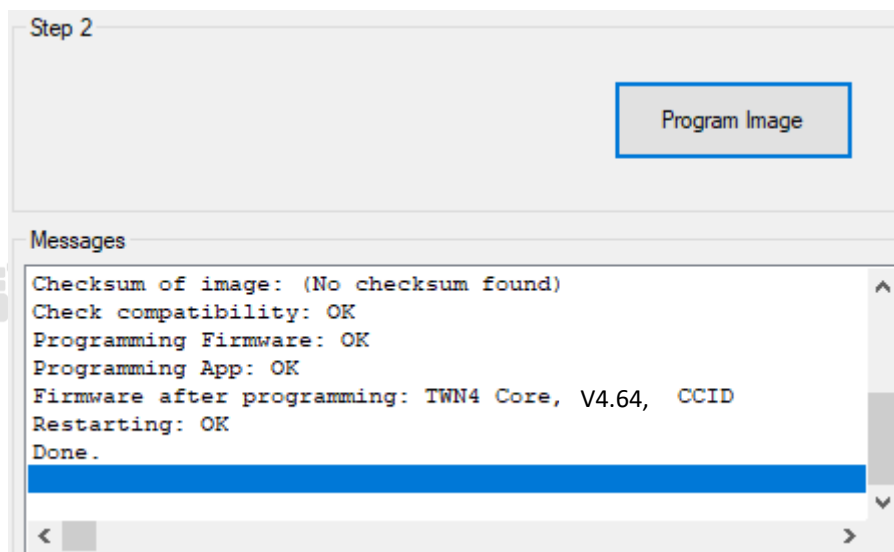 Step 2
Program Image
Messages
Checksum of image: (No checksum found)
Check compatibility: OK
Programming Firmware: OK
Programming App: OK
Firmware after programming: TWN4 Core, V4.64, CCID
Restarting: OK
Done.